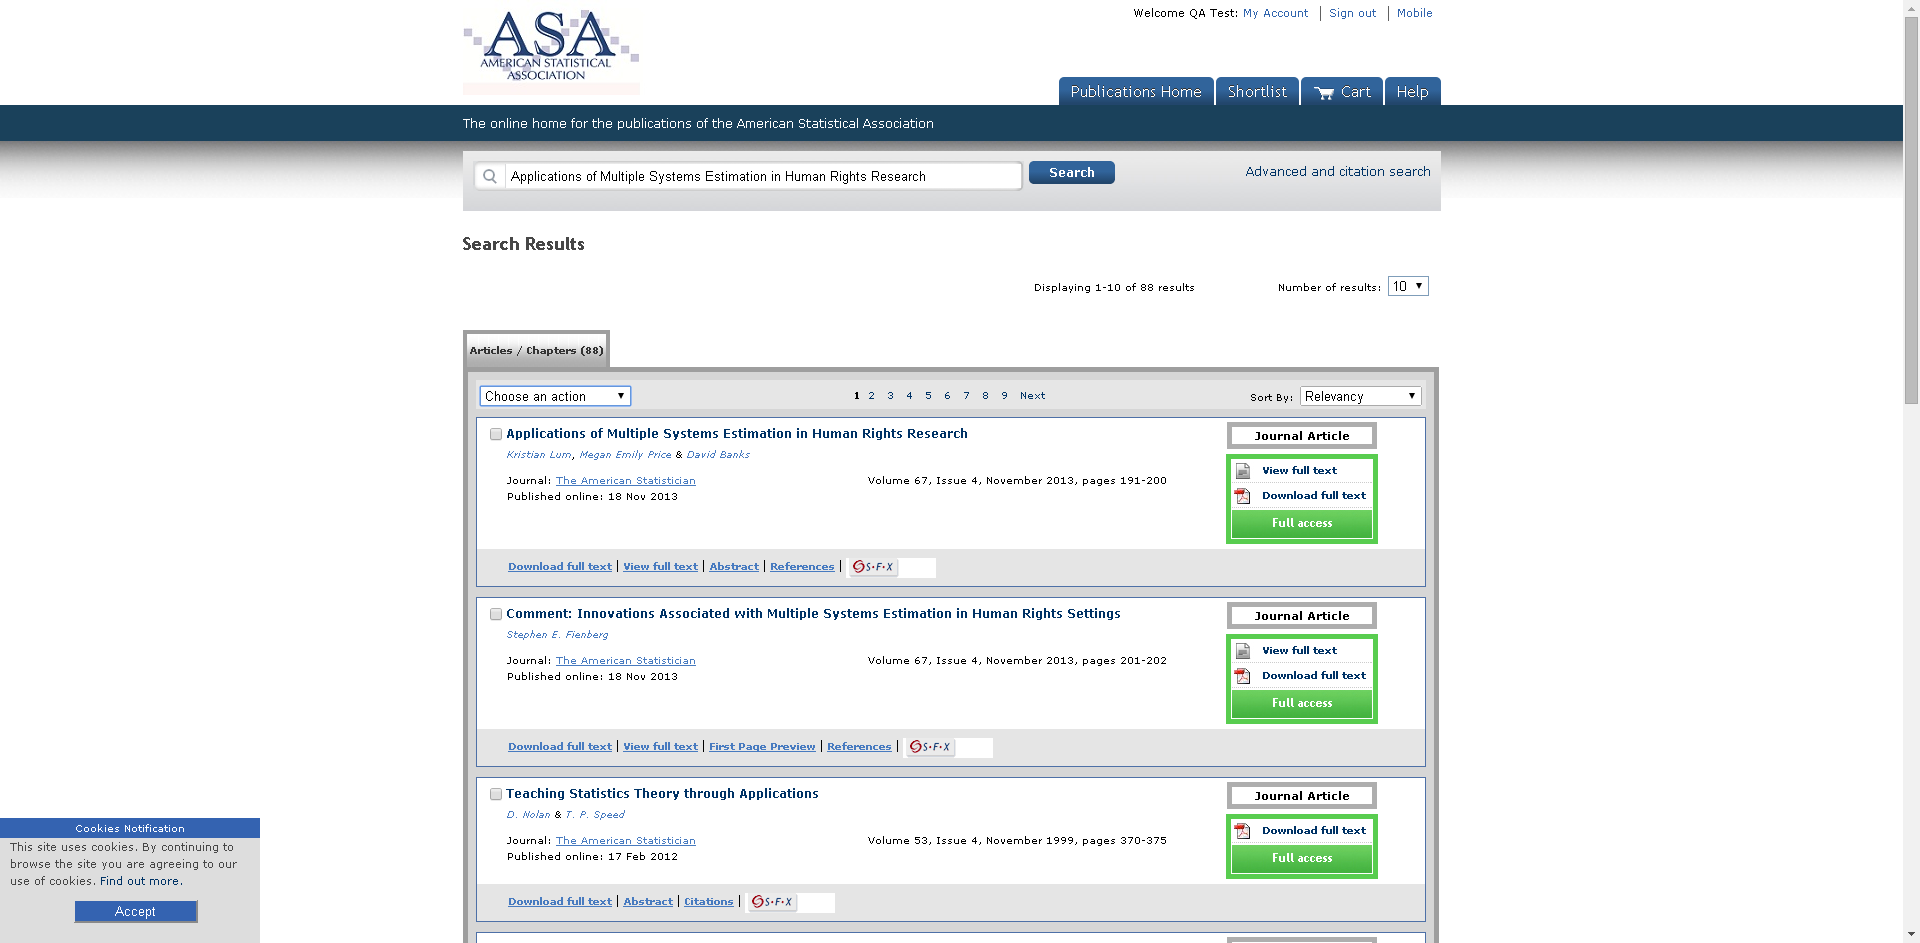 ASA
AMERICAN STATISTICAL
ASSOCIATION
Welcome QA Test: My Account | Sign out | Mobile
Publications Home Shortlist Cart Help
The online home for the publications of the American Statistical Association
Applications of Multiple Systems Estimation in Human Rights Research Search Advanced and citation search
Search Results
Displaying 1-10 of 88 results Number of results: 10
Articles / Chapters (88)
Choose an action 1 2 3 4 5 6 7 8 9 Next Sort By: Relevancy
Applications of Multiple Systems Estimation in Human Rights Research Journal Article
Kristian Lum, Megan Emily Price & David Banks
View full text
Journal: The American Statistician Volume 67, Issue 4, November 2013, pages 191-200
Published online: 18 Nov 2013 Download full text
Full access
Download full text | View full text | Abstract | References | S·F·X
Comment: Innovations Associated with Multiple Systems Estimation in Human Rights Settings Journal Article
Stephen E. Fienberg
View full text
Journal: The American Statistician Volume 67, Issue 4, November 2013, pages 201-202
Published online: 18 Nov 2013 Download full text
Full access
Download full text | View full text | First Page Preview | References | S·F·X
Teaching Statistics Theory through Applications Journal Article
D. Nolan & T. P. Speed
Download full text
Journal: The American Statistician Volume 53, Issue 4, November 1999, pages 370-375
Published online: 17 Feb 2012 Full access
Download full text | Abstract | Citations | S·F·X
Cookies Notification
This site uses cookies. By continuing to
browse the site you are agreeing to our
use of cookies. Find out more.
Accept